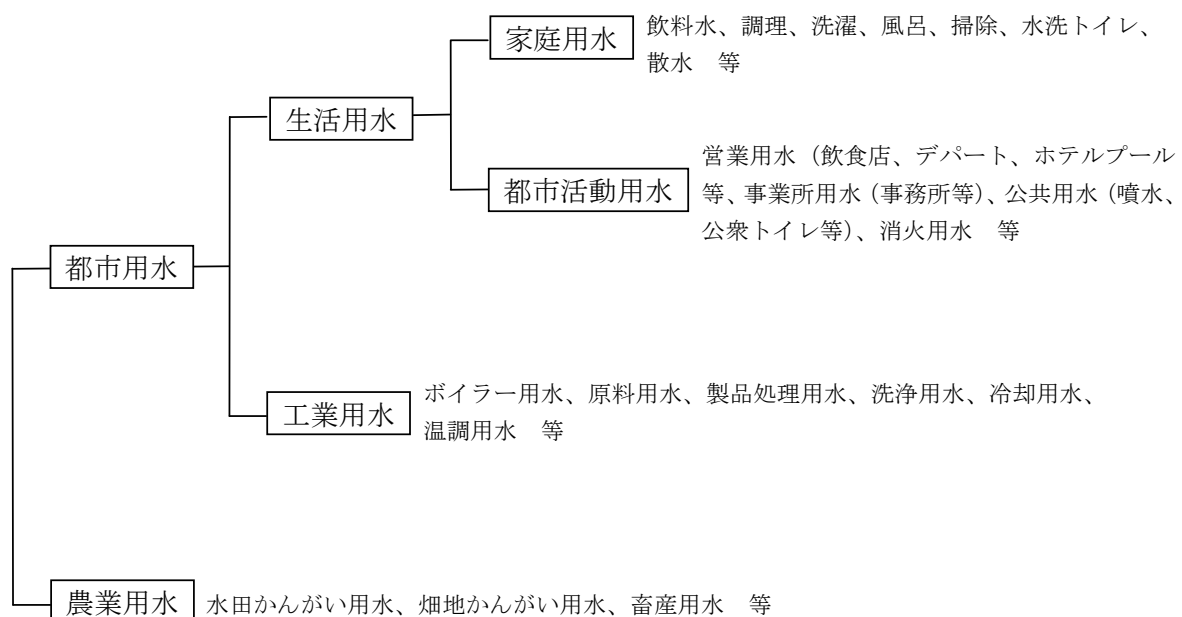 家庭用水
飲料水、調理、洗濯、風呂、掃除、水洗トイレ、
散水　等
生活用水
都市活動用水
営業用水（飲食店、デパート、ホテルプール
等、事業所用水（事務所等）、公共用水（噴水、
公衆トイレ等）、消火用水　等
都市用水
工業用水
ボイラー用水、原料用水、製品処理用水、洗浄用水、冷却用水、
温調用水　等
農業用水
水田かんがい用水、畑地かんがい用水、畜産用水　等